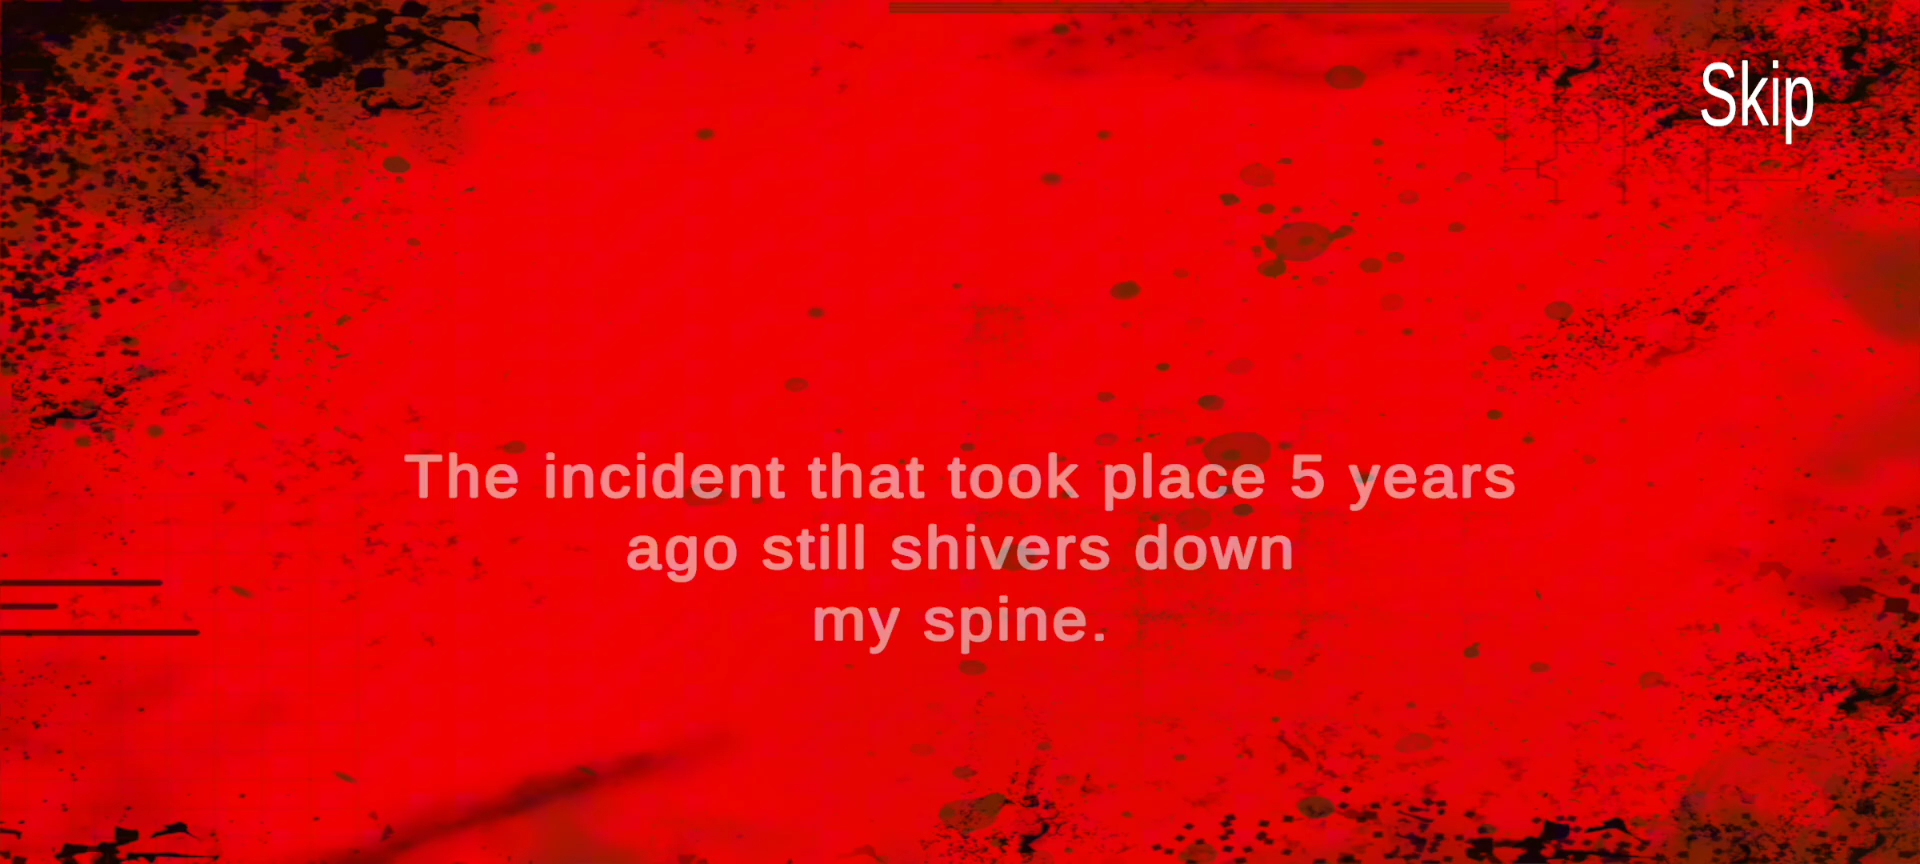 Skip
The incident that took place 5 years
ago still shivers down
my spine.